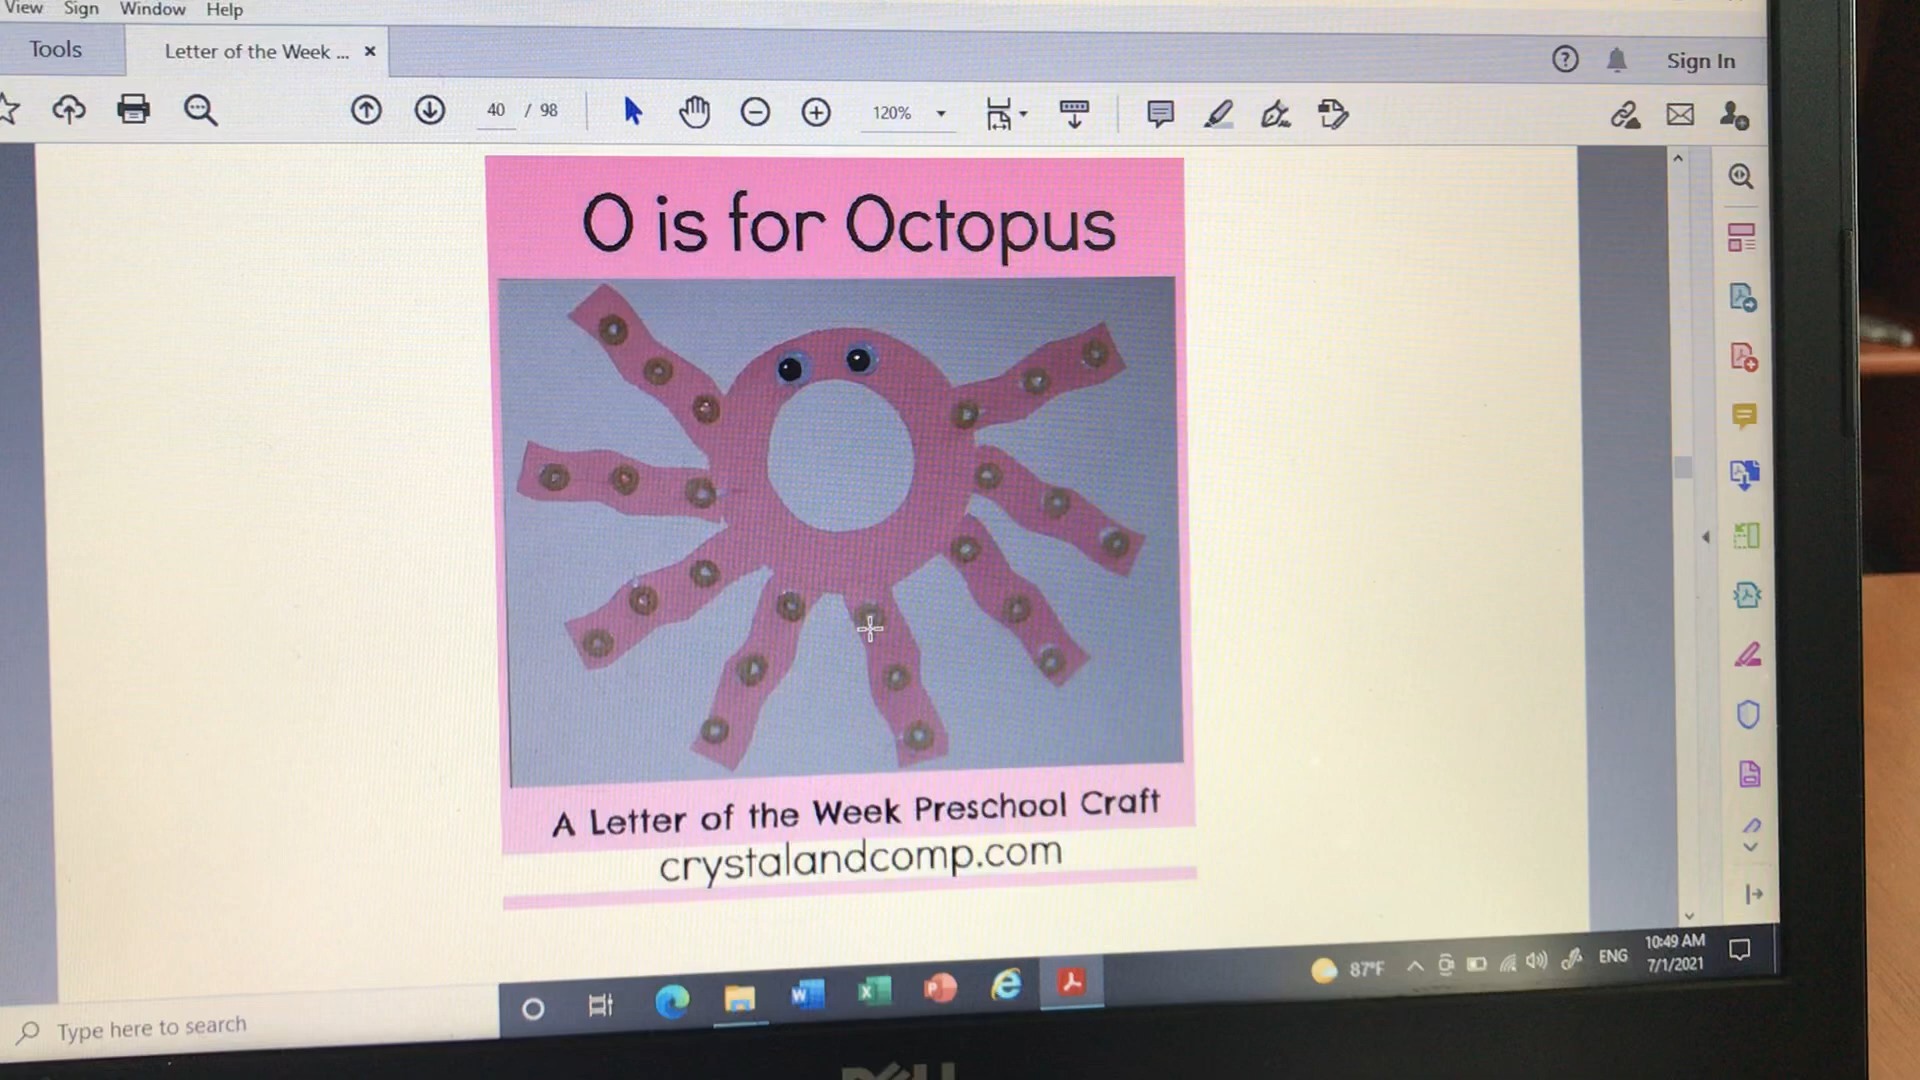 View Sign Window Help
Tools Letter of the Week ... × Sign In
40 / 98 120%
O is for Octopus
A Letter of the Week Preschool Craft
crystalandcomp.com
87°F ENG 10:49 AM
7/1/2021
Type here to search
DELL